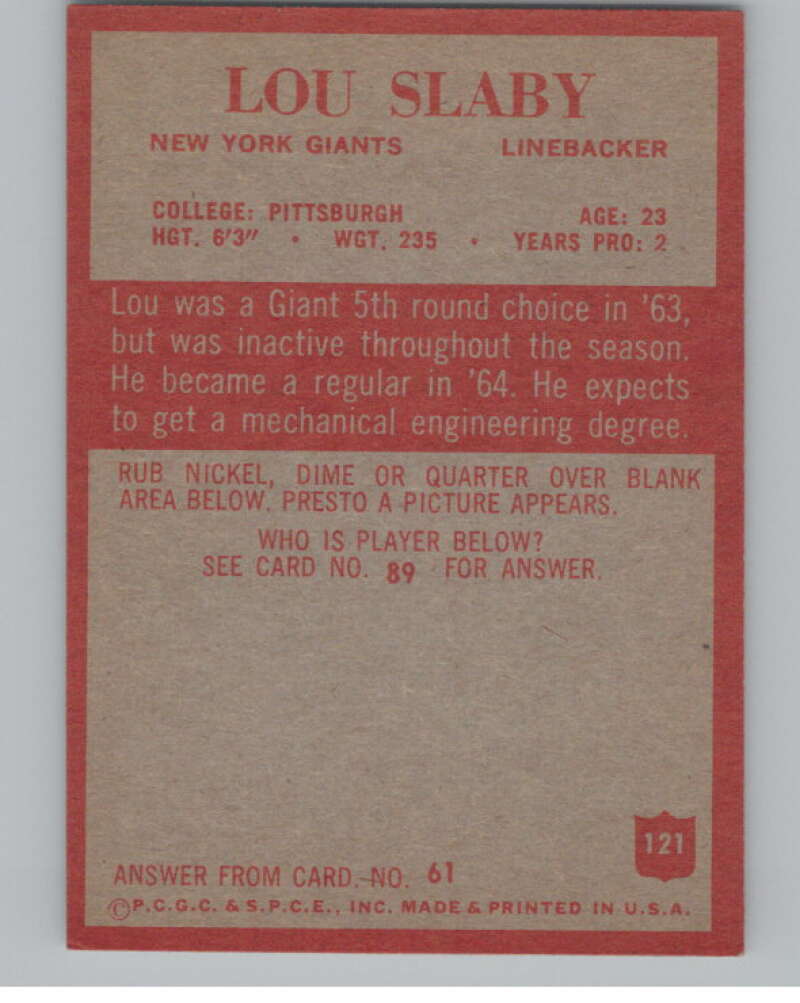 LOU SLABY
NEW YORK GIANTS LINEBACKER
COLLEGE: PITTSBURGH AGE: 23
HGT. 6'3" • WGT. 235 • YEARS PRO: 2
Lou was a Giant 5th round choice in '63,
but was inactive throughout the season.
He became a regular in '64. He expects
to get a mechanical engineering degree.
RUB NICKEL, DIME OR QUARTER OVER BLANK
AREA BELOW. PRESTO A PICTURE APPEARS.
WHO IS PLAYER BELOW?
SEE CARD NO. 89 FOR ANSWER.
121
ANSWER FROM CARD. NO. 61
©P.C.G.C. & S.P.C.E., INC. MADE & PRINTED IN U.S.A.